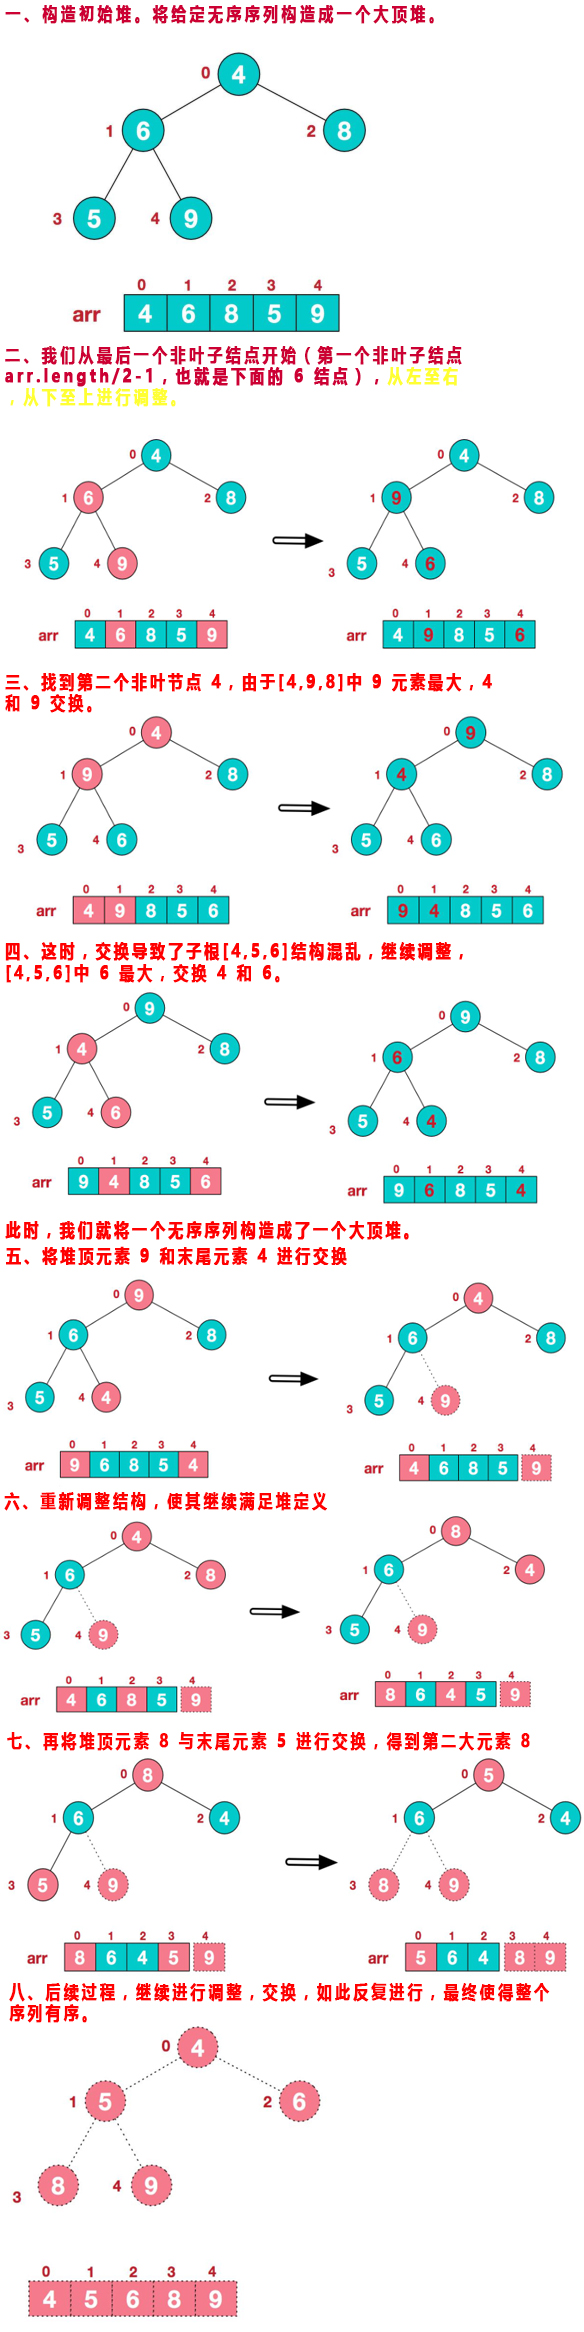 一、构造初始堆。将给定无序序列构造成一个大顶堆。
0 4
1 6 2 8
3 5 4 9
0 1 2 3 4
arr 4 6 8 5 9
二、我们从最后一个非叶子结点开始（第一个非叶子结点
arr.length/2-1，也就是下面的 6 结点），从左至右
，从下至上进行调整。
0 4 0 4
1 6 2 8 1 9 2 8
3 5 4 9 3 5 4 6
0 1 2 3 4 0 1 2 3 4
arr 4 6 8 5 9 arr 4 9 8 5 6
三、找到第二个非叶节点 4，由于[4,9,8]中 9 元素最大，4
和 9 交换。
0 4 0 9
1 9 2 8 1 4 2 8
3 5 4 6 3 5 4 6
0 1 2 3 4 0 1 2 3 4
arr 4 9 8 5 6 arr 9 4 8 5 6
四、这时，交换导致了子根[4,5,6]结构混乱，继续调整，
[4,5,6]中 6 最大，交换 4 和 6。
0 9 0 9
1 4 2 8 1 6 2 8
3 5 4 6 3 5 4 4
0 1 2 3 4 0 1 2 3 4
arr 9 4 8 5 6 arr 9 6 8 5 4
此时，我们就将一个无序序列构造成了一个大顶堆。
五、将堆顶元素 9 和末尾元素 4 进行交换
0 9 0 4
1 6 2 8 1 6 2 8
3 5 4 4 3 5 4 9
0 1 2 3 4 0 1 2 3 4
arr 9 6 8 5 4 arr 4 6 8 5 9
六、重新调整结构，使其继续满足堆定义
0 4 0 8
1 6 2 8 1 6 2 4
3 5 4 9 3 5 4 9
0 1 2 3 4 0 1 2 3 4
arr 4 6 8 5 9 arr 8 6 4 5 9
七、再将堆顶元素 8 与末尾元素 5 进行交换，得到第二大元素 8
0 8 0 5
1 6 2 4 1 6 2 4
3 5 4 9 3 8 4 9
0 1 2 3 4 0 1 2 3 4
arr 8 6 4 5 9 arr 5 6 4 8 9
八、后续过程，继续进行调整，交换，如此反复进行，最终使得整个
序列有序。
0 4
1 5 2 6
3 8 4 9
0 1 2 3 4
4 5 6 8 9